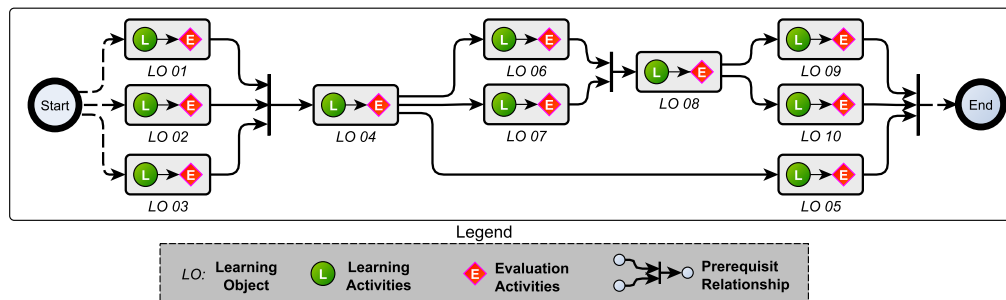 Start
L E
LO 01
L E
LO 02
L E
LO 03
L E
LO 04
L E
LO 06
L E
LO 07
L E
LO 08
L E
LO 09
L E
LO 10
L E
LO 05
End
Legend
LO: Learning Object
L Learning Activities
E Evaluation Activities
Prerequisit Relationship